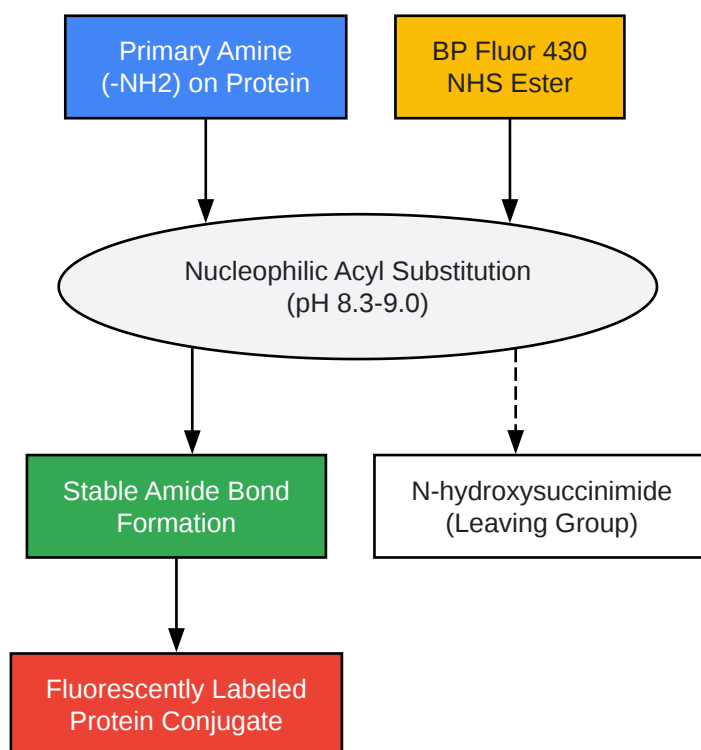 Primary Amine
(-NH2) on Protein
BP Fluor 430
NHS Ester
Nucleophilic Acyl Substitution
(pH 8.3-9.0)
Stable Amide Bond
Formation
N-hydroxysuccinimide
(Leaving Group)
Fluorescently Labeled
Protein Conjugate